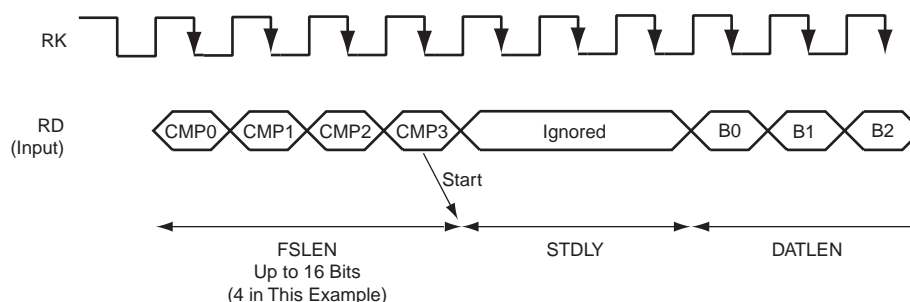 RK
RD
(Input)
CMP0 CMP1 CMP2 CMP3 Ignored B0 B1 B2
Start
FSLEN STDLY DATLEN
Up to 16 Bits
(4 in This Example)